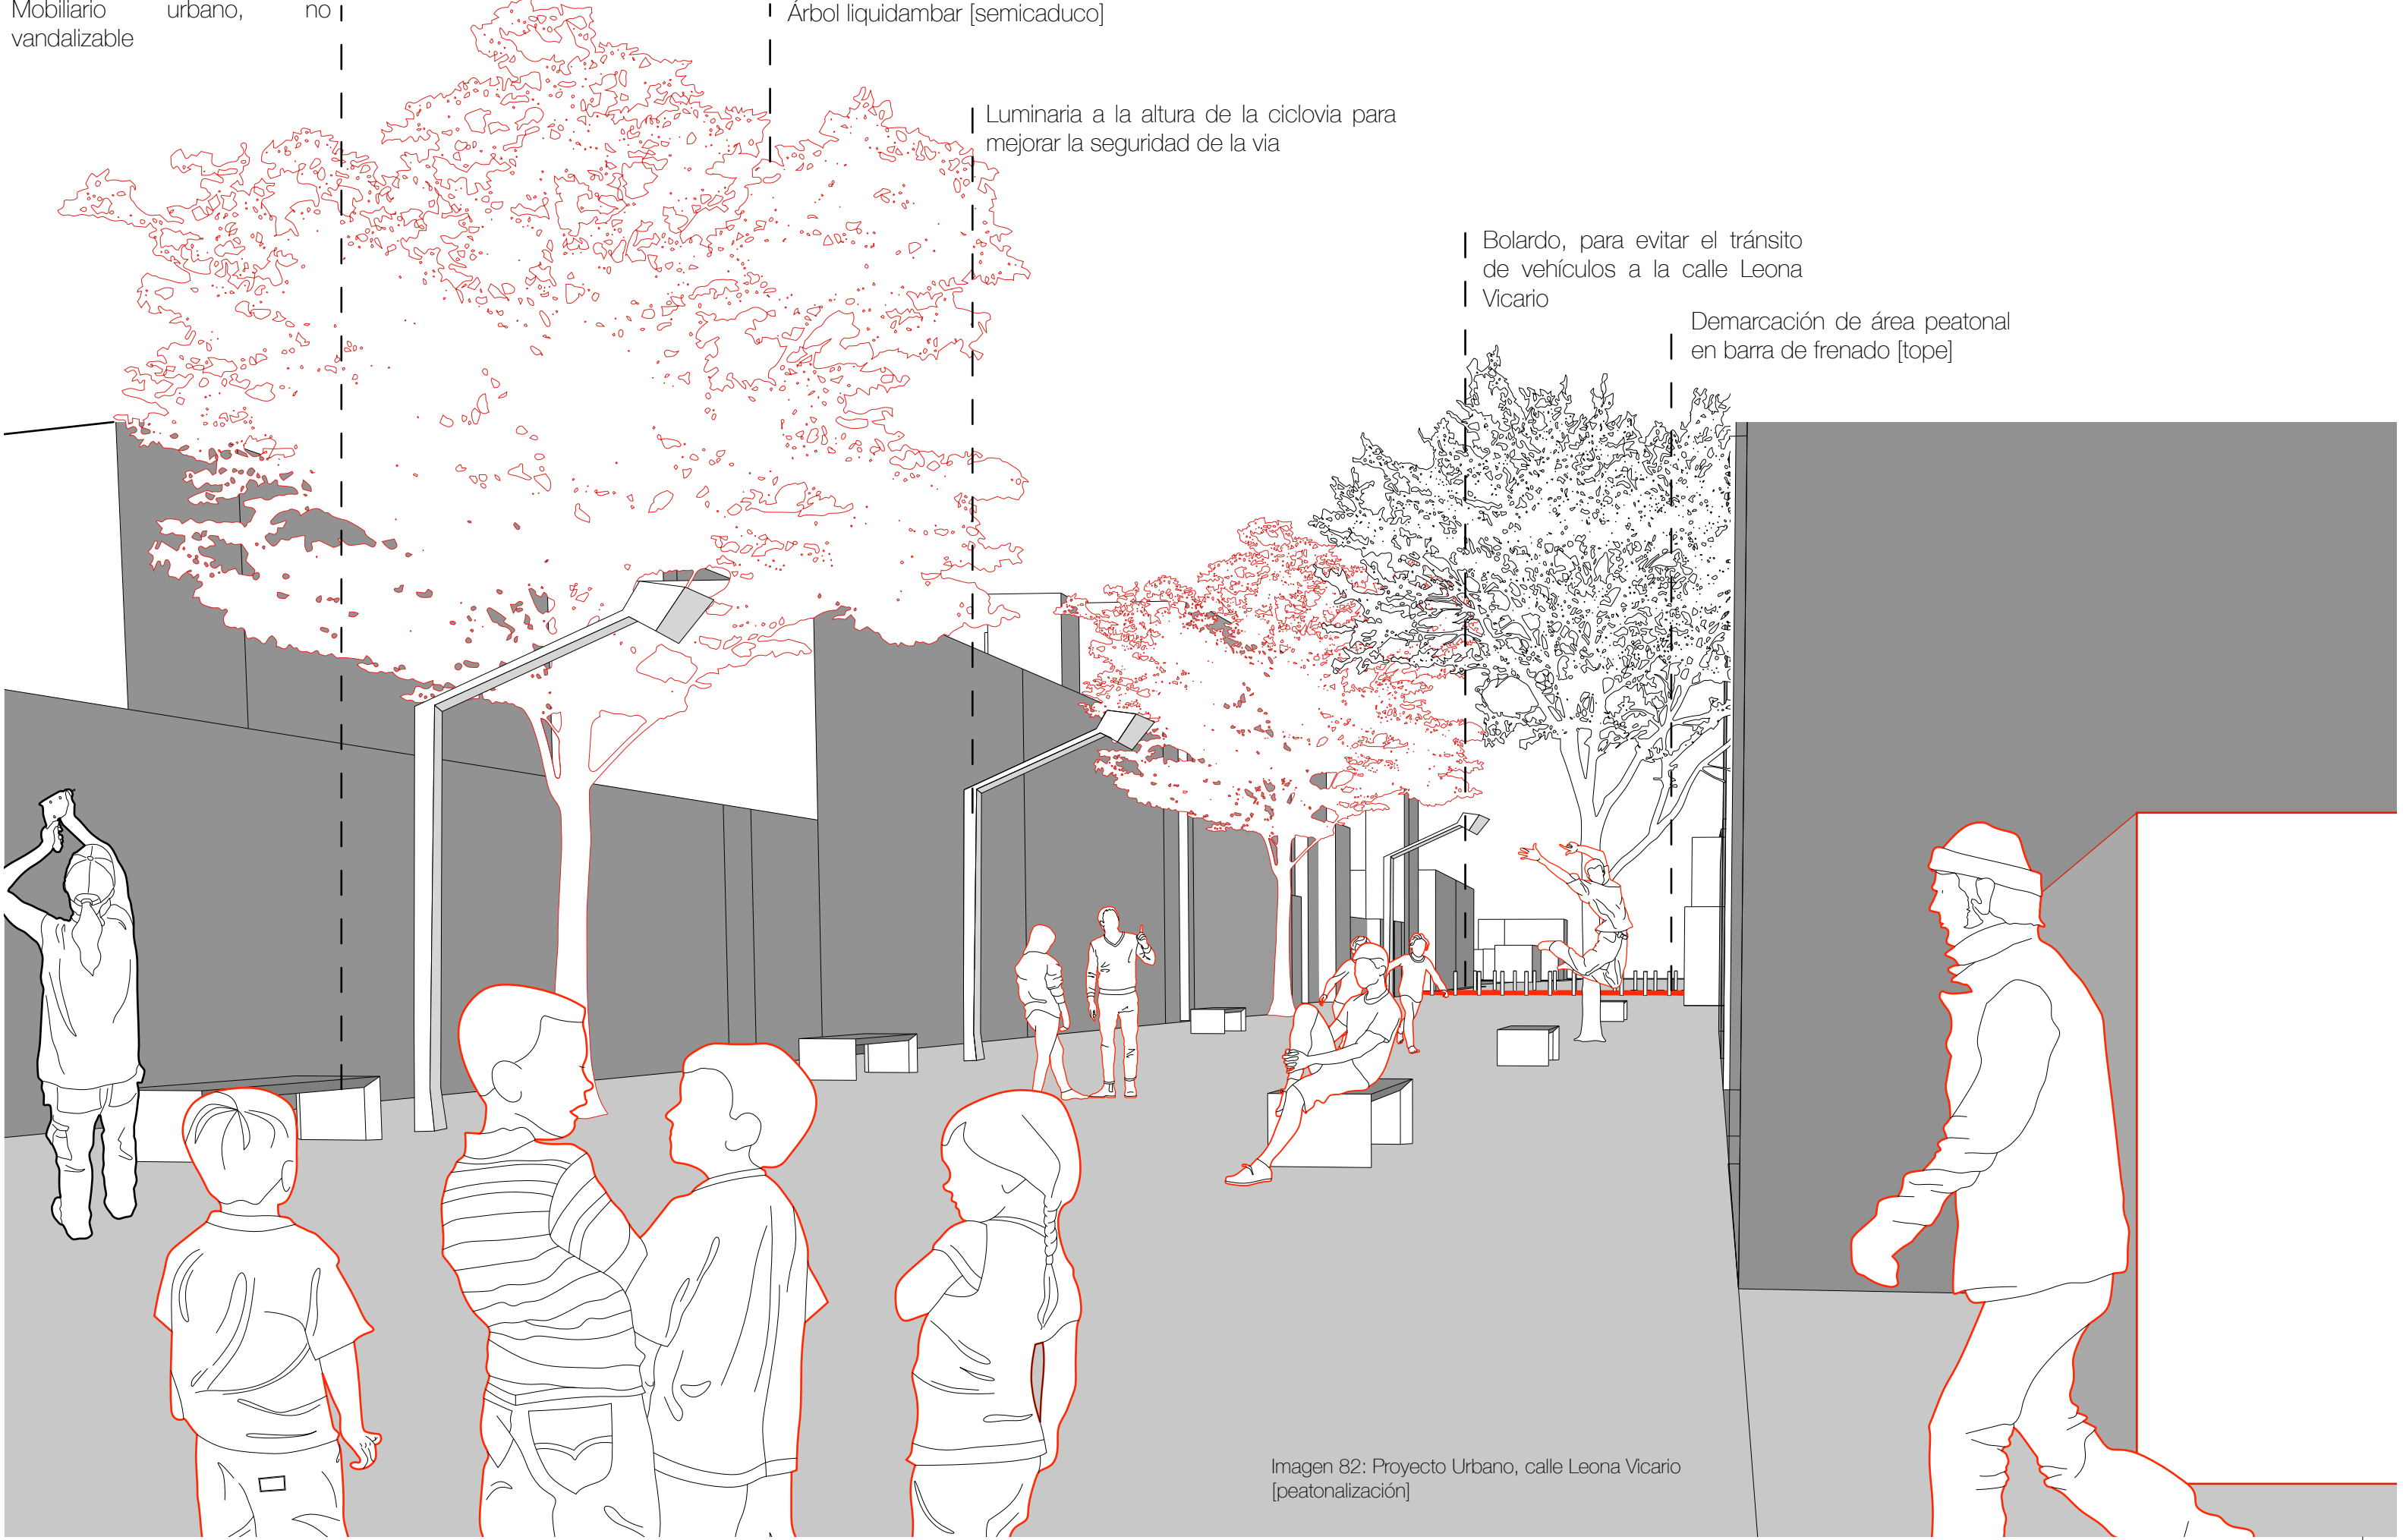 Mobiliario urbano, no
vandalizable
Árbol liquidambar [semicaduco]
Luminaria a la altura de la ciclovia para
mejorar la seguridad de la via
Bolardo, para evitar el tránsito
de vehículos a la calle Leona
Vicario
Demarcación de área peatonal
en barra de frenado [tope]
Imagen 82: Proyecto Urbano, calle Leona Vicario
[peatonalización]